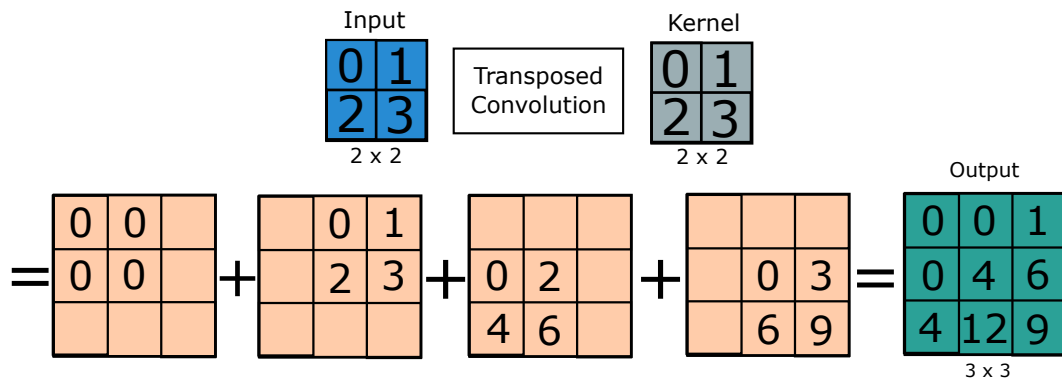 Input
Kernel
0 1
2 3
2 x 2
Transposed
Convolution
0 1
2 3
2 x 2
Output
= 0 0 + 0 1 + + = 0 0 1
0 0 2 3 0 2 0 3 0 4 6
4 6 6 9 4 12 9
3 x 3